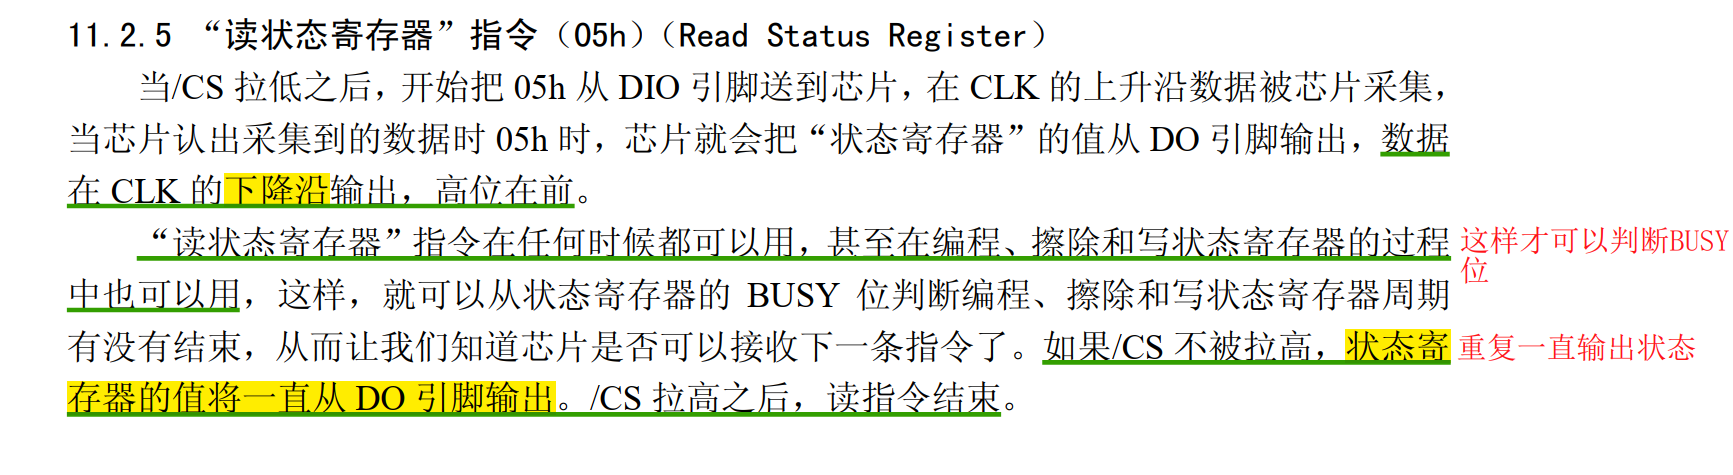 11.2.5 “读状态寄存器”指令（05h）（Read Status Register）
当/CS 拉低之后，开始把 05h 从 DIO 引脚送到芯片，在 CLK 的上升沿数据被芯片采集，
当芯片认出采集到的数据时 05h 时，芯片就会把“状态寄存器”的值从 DO 引脚输出，数据
在 CLK 的下降沿输出，高位在前。
“读状态寄存器”指令在任何时候都可以用，甚至在编程、擦除和写状态寄存器的过程
这样才可以判断BUSY
位
中也可以用，这样，就可以从状态寄存器的 BUSY 位判断编程、擦除和写状态寄存器周期
有没有结束，从而让我们知道芯片是否可以接收下一条指令了。如果/CS 不被拉高，状态寄
重复一直输出状态
存器的值将一直从 DO 引脚输出。/CS 拉高之后，读指令结束。